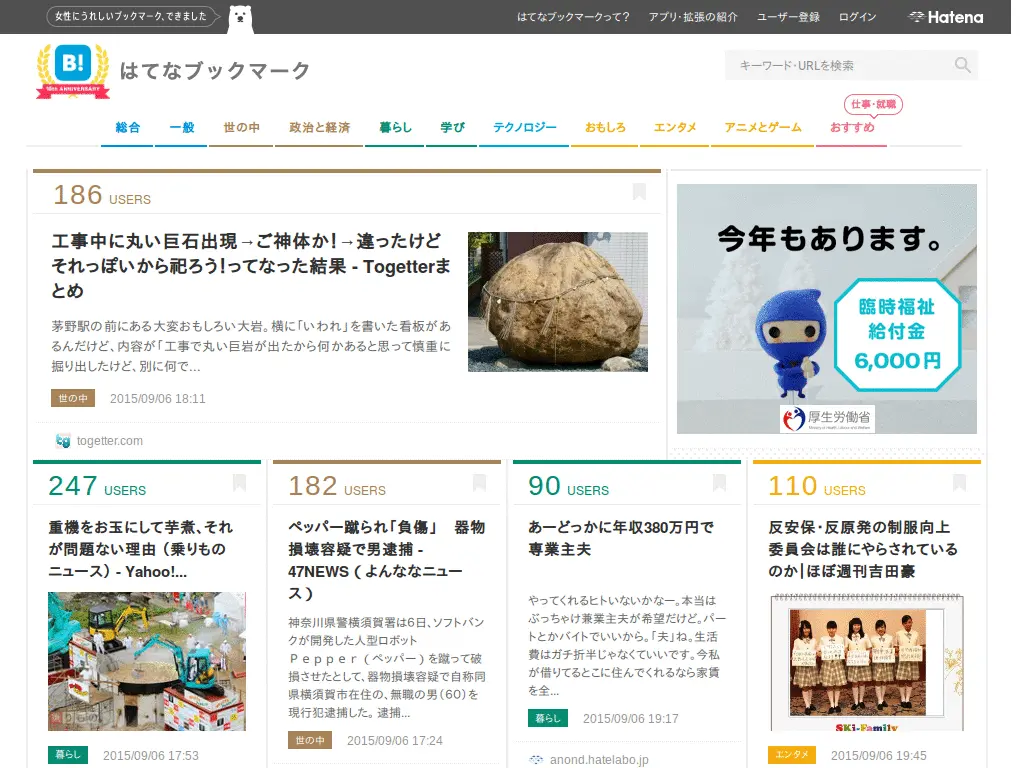 女性にうれしいブックマーク、できました
はてなブックマークって？ アプリ・拡張の紹介 ユーザー登録 ログイン Hatena
B!
10th ANNIVERSARY
はてなブックマーク
キーワード・URLを検索
仕事・就職
総合 一般 世の中 政治と経済 暮らし 学び テクノロジー おもしろ エンタメ アニメとゲーム おすすめ
186 USERS
工事中に丸い巨石出現→ご神体か！→違ったけど
それっぽいから祀ろう！ってなった結果 - Togetterま
とめ
茅野駅の前にある大変おもしろい大岩。横に「いわれ」を書いた看板があ
るんだけど、内容が「工事で丸い巨岩が出たから何かあると思って慎重に
掘り出したけど、別に何で...
世の中 2015/09/06 18:11
togetter.com
今年もあります。
臨時福祉
給付金
6,000円
厚生労働省
247 USERS
重機をお玉にして芋煮、それ
が問題ない理由 （乗りもの
ニュース） - Yahoo!...
暮らし 2015/09/06 17:53
182 USERS
ペッパー蹴られ「負傷」　器物
損壊容疑で男逮捕 -
47NEWS（よんななニュー
ス）
神奈川県警横須賀署は6日、ソフトバン
クが開発した人型ロボット
Ｐｅｐｐｅｒ（ペッパー）を蹴って破
損させたとして、器物損壊容疑で自称同
県横須賀市在住の、無職の男（60）を
現行犯逮捕した。逮捕...
世の中 2015/09/06 17:24
90 USERS
あーどっかに年収380万円で
専業主夫
やってくれるヒトいないかなー。本当は
ぶっちゃけ兼業主夫が希望だけど。パー
トとかバイトでいいから。「夫」ね。生活
費はガチ折半じゃなくていいです。今私
が借りてるとこに住んでくれるなら家賃
を全...
暮らし 2015/09/06 19:17
anond.hatelabo.jp
110 USERS
反安保・反原発の制服向上
委員会は誰にやらされている
のか|ほぼ週刊吉田豪
SKi-Family
エンタメ 2015/09/06 19:45